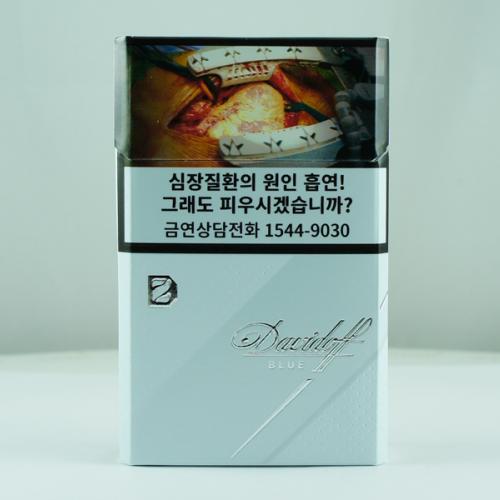 심장질환의 원인 흡연!
그래도 피우시겠습니까?
금연상담전화 1544-9030
Davidoff
BLUE